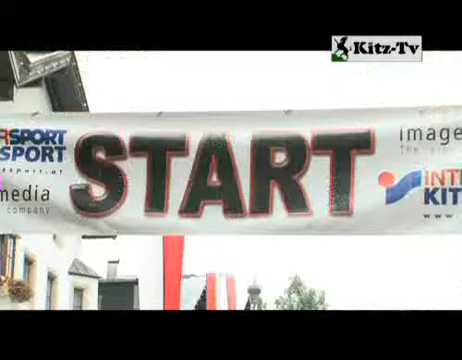 Kitz-Tv
RSPORT
SPORT
START
image
media
company
INT
KIT